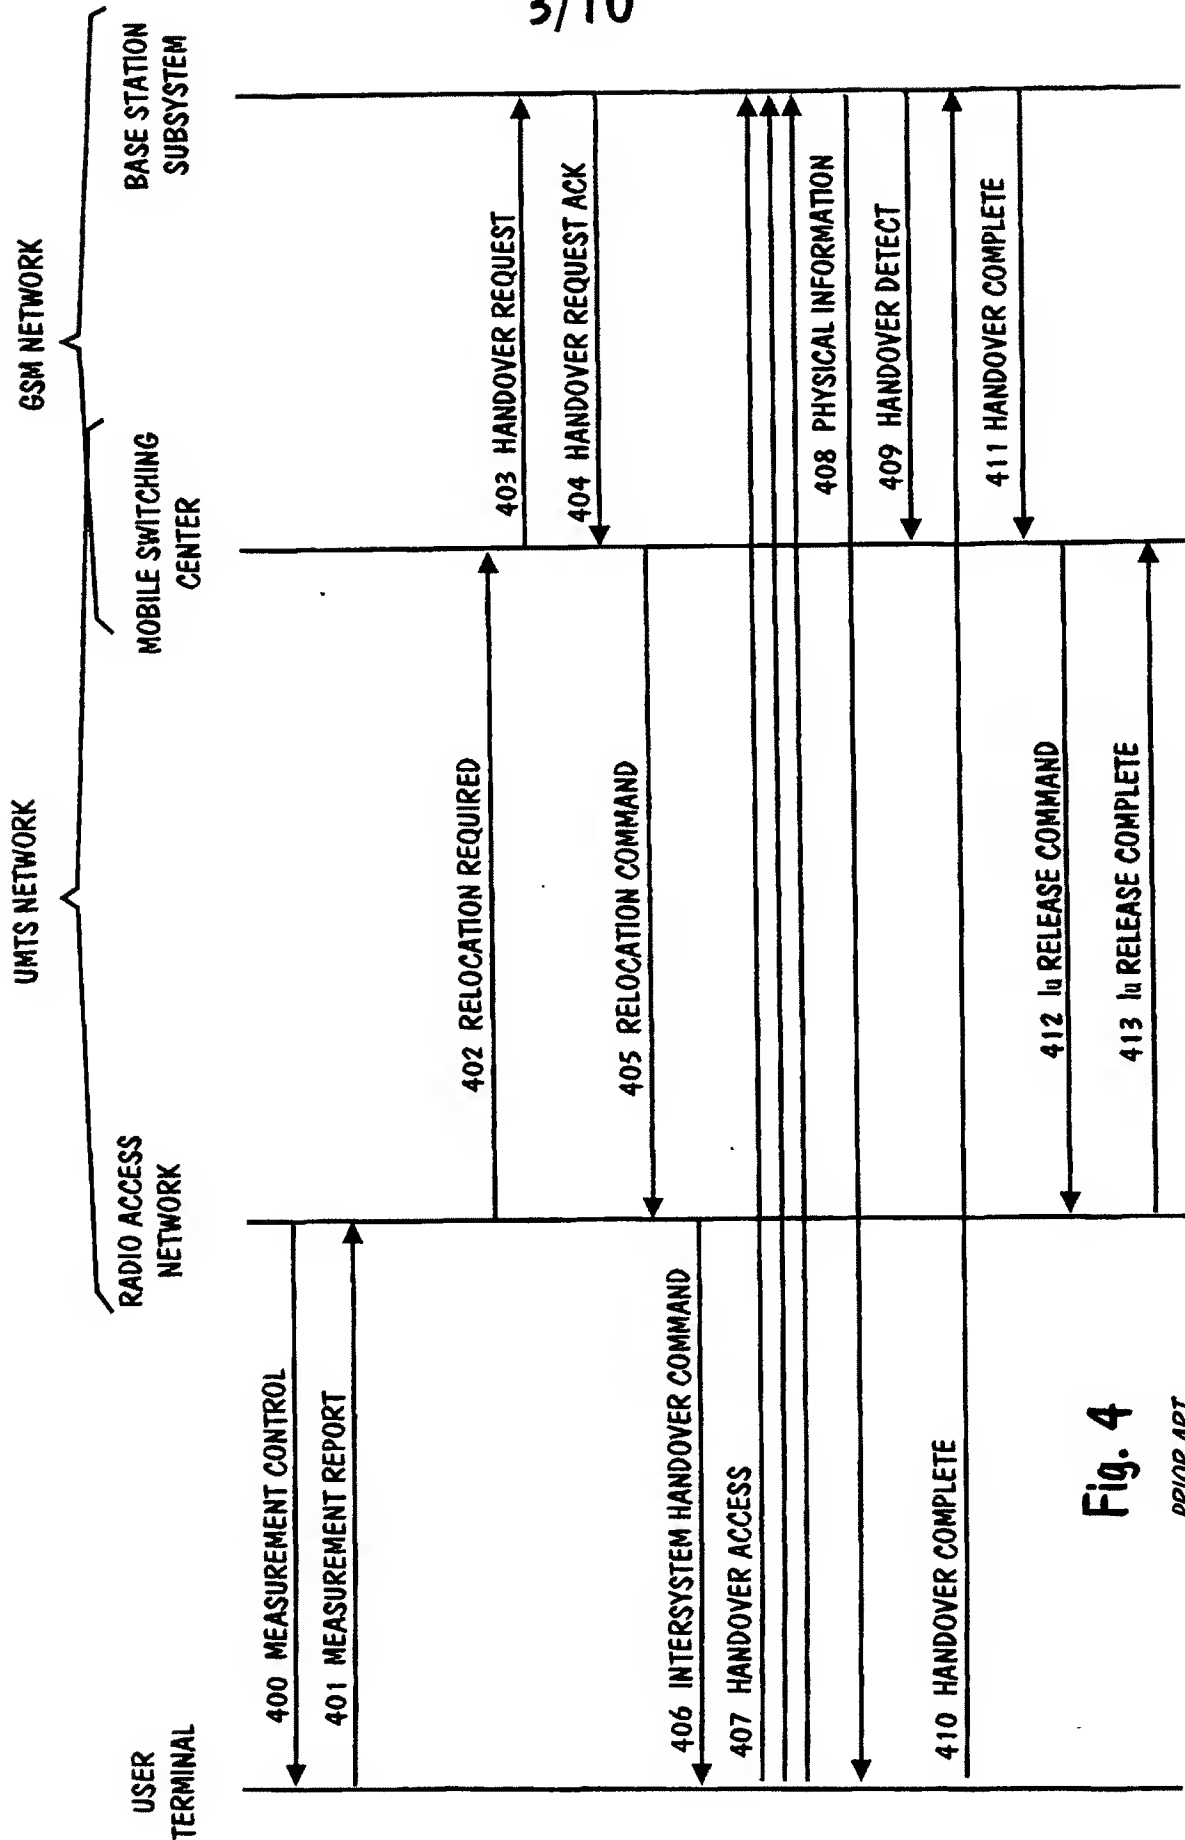 3/10
UMTS NETWORK
GSM NETWORK
USER
TERMINAL
RADIO ACCESS
NETWORK
MOBILE SWITCHING
CENTER
BASE STATION
SUBSYSTEM
400 MEASUREMENT CONTROL
401 MEASUREMENT REPORT
402 RELOCATION REQUIRED
403 HANDOVER REQUEST
404 HANDOVER REQUEST ACK
405 RELOCATION COMMAND
406 INTERSYSTEM HANDOVER COMMAND
407 HANDOVER ACCESS
408 PHYSICAL INFORMATION
409 HANDOVER DETECT
410 HANDOVER COMPLETE
411 HANDOVER COMPLETE
412 Iu RELEASE COMMAND
413 Iu RELEASE COMPLETE
Fig. 4
PRIOR ART